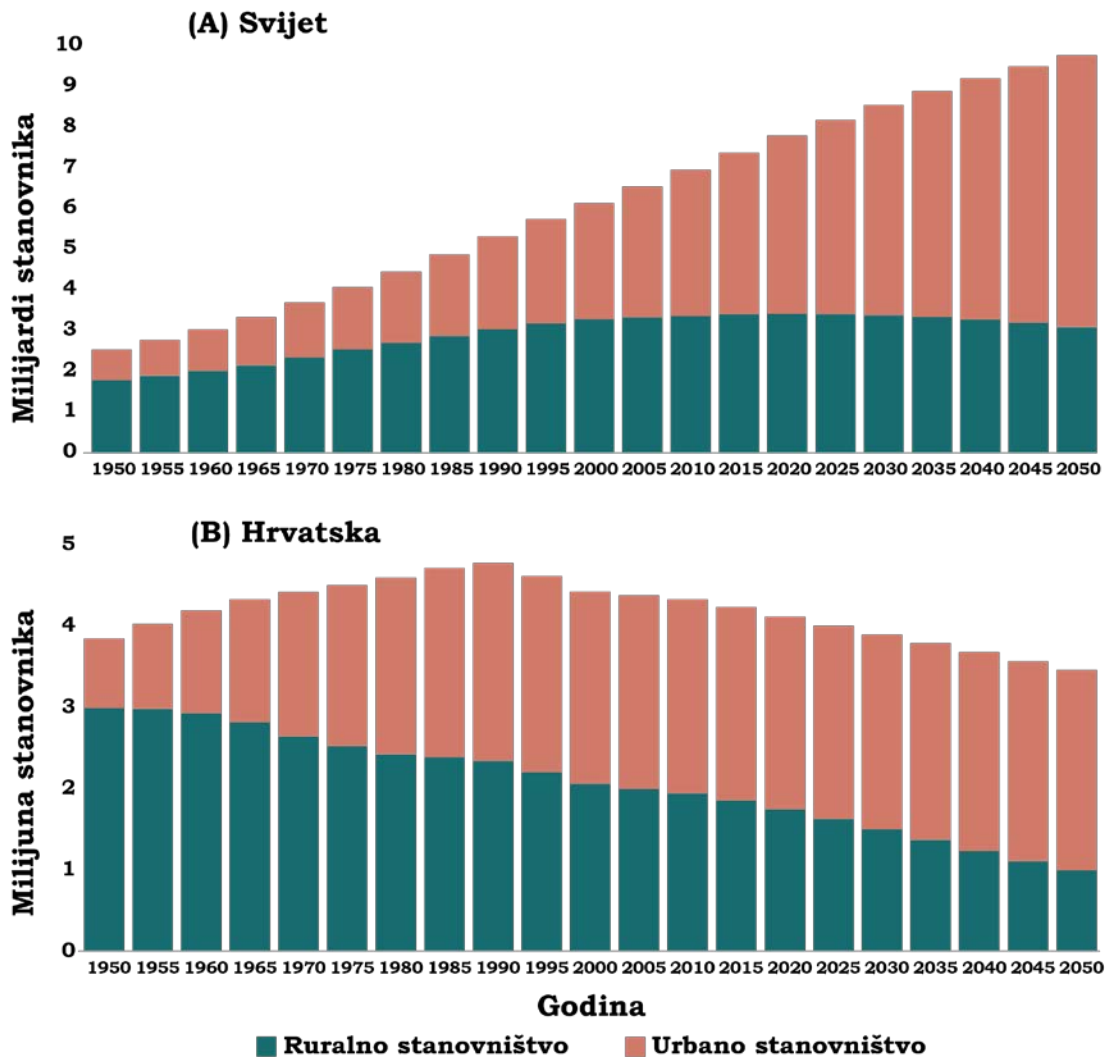 (A) Svijet
Milijardi stanovnika
10
9
8
7
6
5
4
3
2
1
0
1950 1955 1960 1965 1970 1975 1980 1985 1990 1995 2000 2005 2010 2015 2020 2025 2030 2035 2040 2045 2050
(B) Hrvatska
Milijuna stanovnika
5
4
3
2
1
0
1950 1955 1960 1965 1970 1975 1980 1985 1990 1995 2000 2005 2010 2015 2020 2025 2030 2035 2040 2045 2050
Godina
Ruralno stanovništvo Urbano stanovništvo